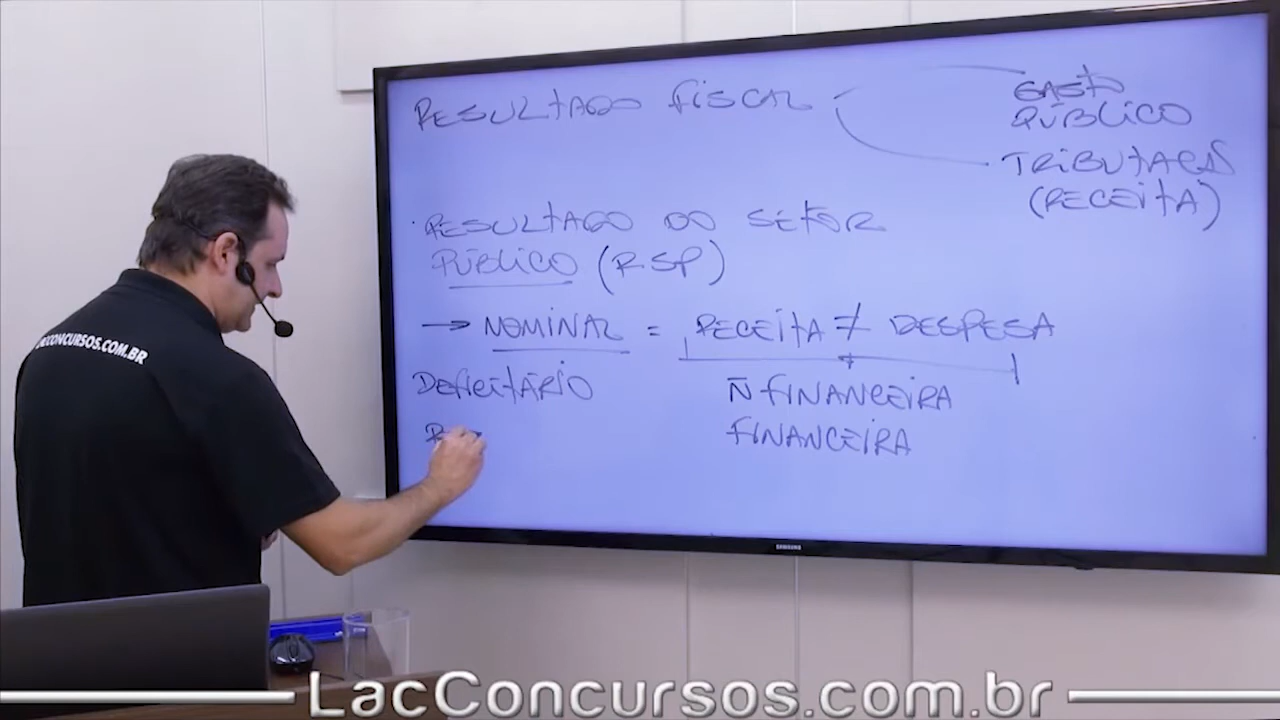 RESULTADO FISCAL
GASTO
PÚBLICO
TRIBUTAÇÃO
(RECEITA)
RESULTADO DO SETOR
PÚBLICO (RSP)
→ NOMINAL = RECEITA ≠ DESPESA
DEFICITÁRIO
Ñ FINANCEIRA
FINANCEIRA
LACCONCURSOS.COM.BR
SAMSUNG
LacConcursos.com.br